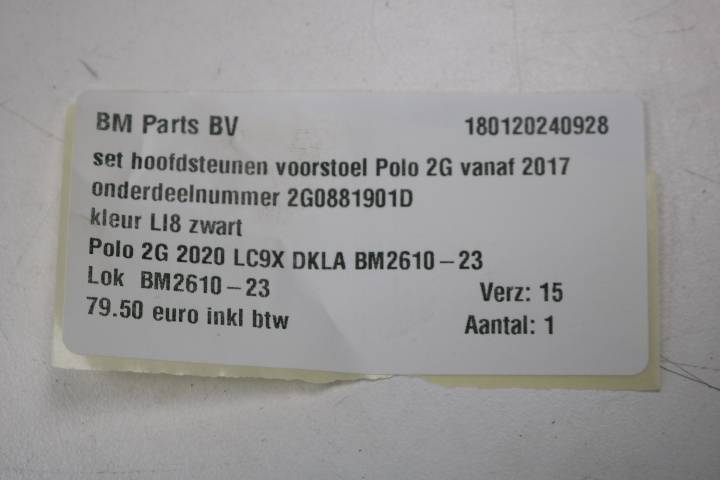 BM Parts BV 180120240928
set hoofdsteunen voorstoel Polo 2G vanaf 2017
onderdeelnummer 2G0881901D
kleur LI8 zwart
Polo 2G 2020 LC9X DKLA BM2610-23
Lok BM2610-23 Verz: 15
79.50 euro inkl btw Aantal: 1